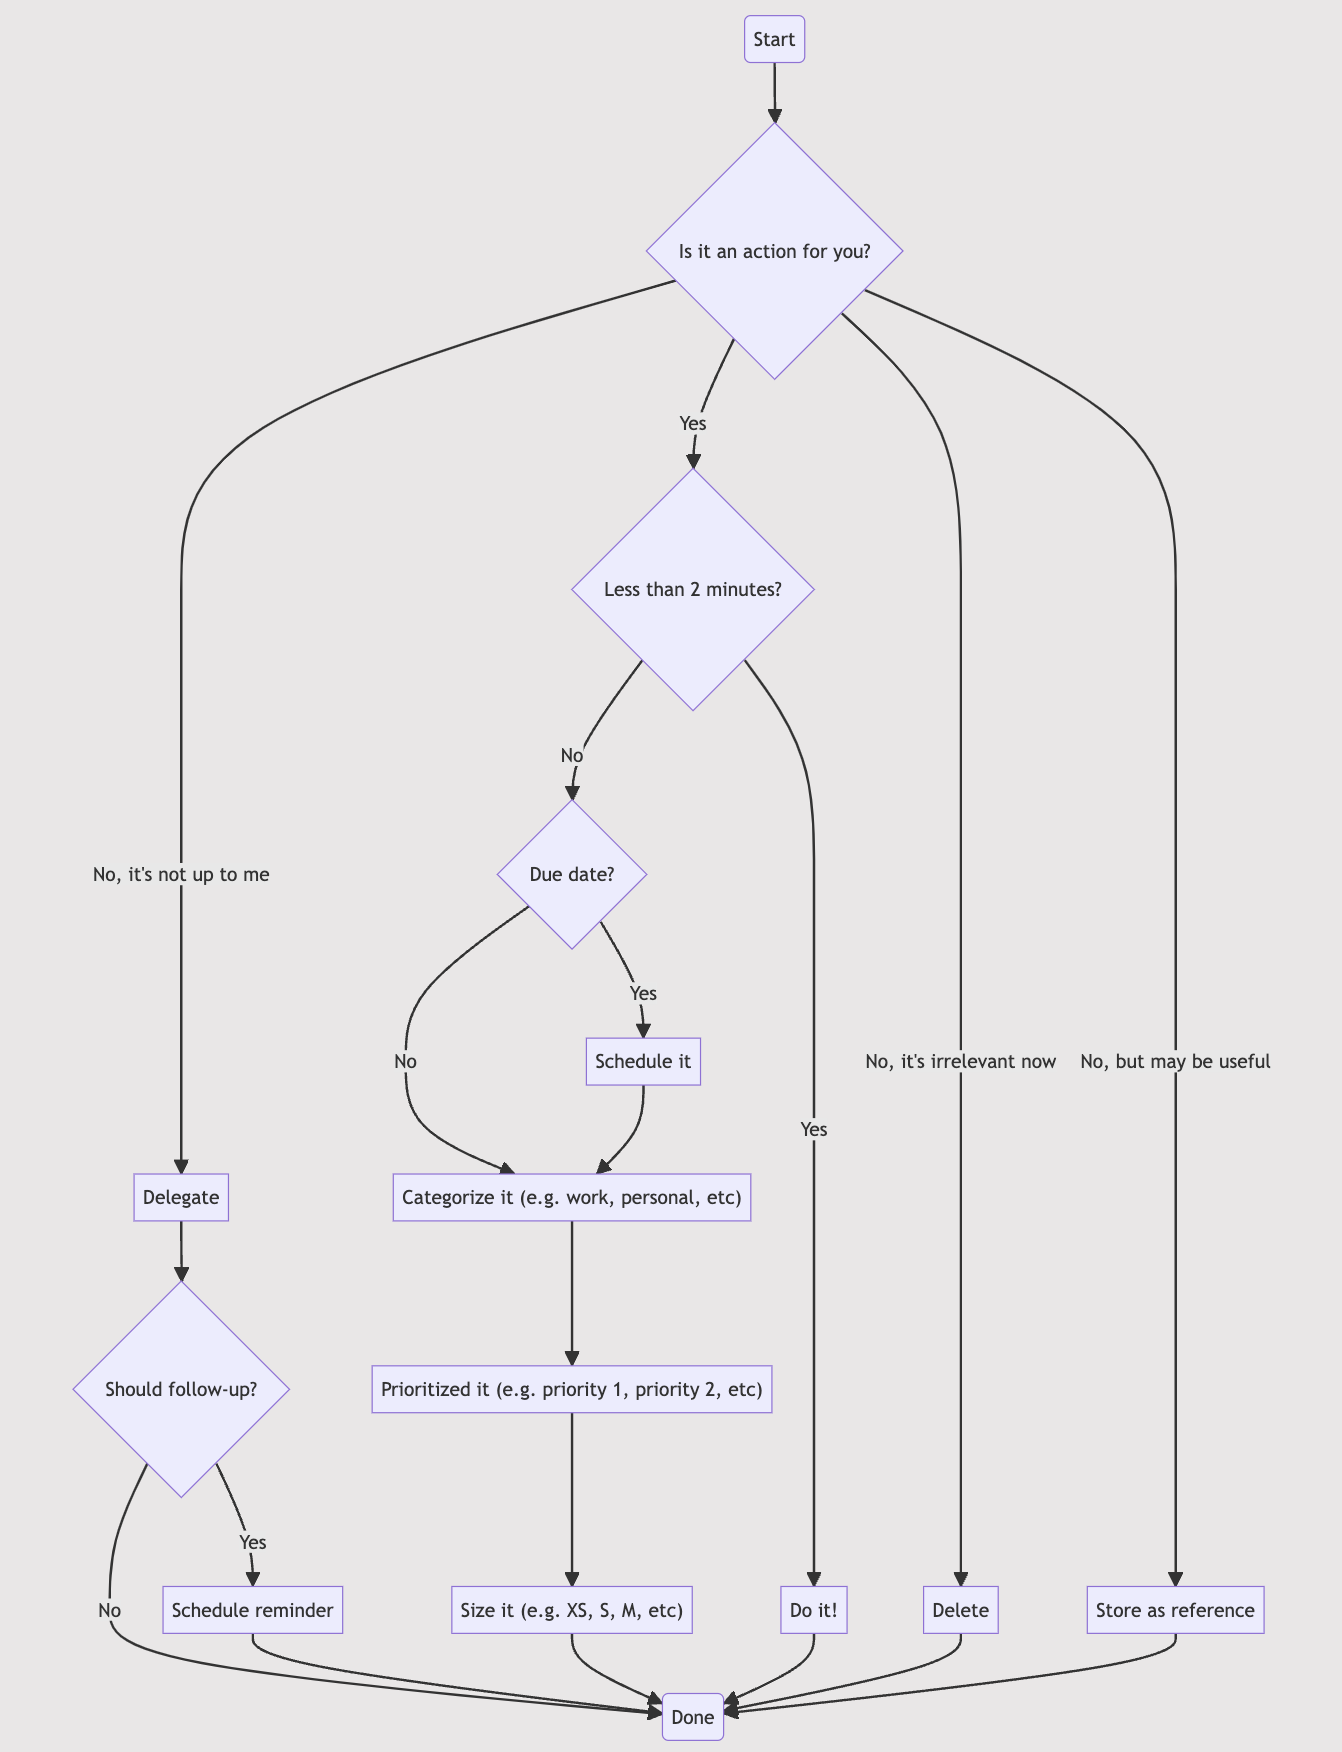 Start
Is it an action for you?
Yes
Less than 2 minutes?
No
No, it's not up to me
Due date?
Yes
No
Schedule it
No, it's irrelevant now
No, but may be useful
Yes
Delegate
Categorize it (e.g. work, personal, etc)
Should follow-up?
Prioritized it (e.g. priority 1, priority 2, etc)
Yes
No
Schedule reminder
Size it (e.g. XS, S, M, etc)
Do it!
Delete
Store as reference
Done